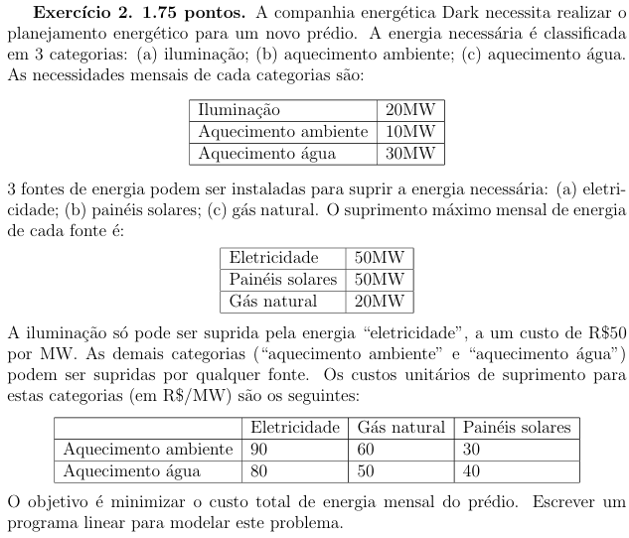 Exercício 2. 1.75 pontos. A companhia energética Dark necessita realizar o
planejamento energético para um novo prédio. A energia necessária é classificada
em 3 categorias: (a) iluminação; (b) aquecimento ambiente; (c) aquecimento água.
As necessidades mensais de cada categorias são:
Iluminação 20MW
Aquecimento ambiente 10MW
Aquecimento água 30MW
3 fontes de energia podem ser instaladas para suprir a energia necessária: (a) eletri-
cidade; (b) painéis solares; (c) gás natural. O suprimento máximo mensal de energia
de cada fonte é:
Eletricidade 50MW
Painéis solares 50MW
Gás natural 20MW
A iluminação só pode ser suprida pela energia “eletricidade”, a um custo de R$50
por MW. As demais categorias (“aquecimento ambiente” e “aquecimento água”)
podem ser supridas por qualquer fonte. Os custos unitários de suprimento para
estas categorias (em R$/MW) são os seguintes:
Eletricidade Gás natural Painéis solares
Aquecimento ambiente 90 60 30
Aquecimento água 80 50 40
O objetivo é minimizar o custo total de energia mensal do prédio. Escrever um
programa linear para modelar este problema.